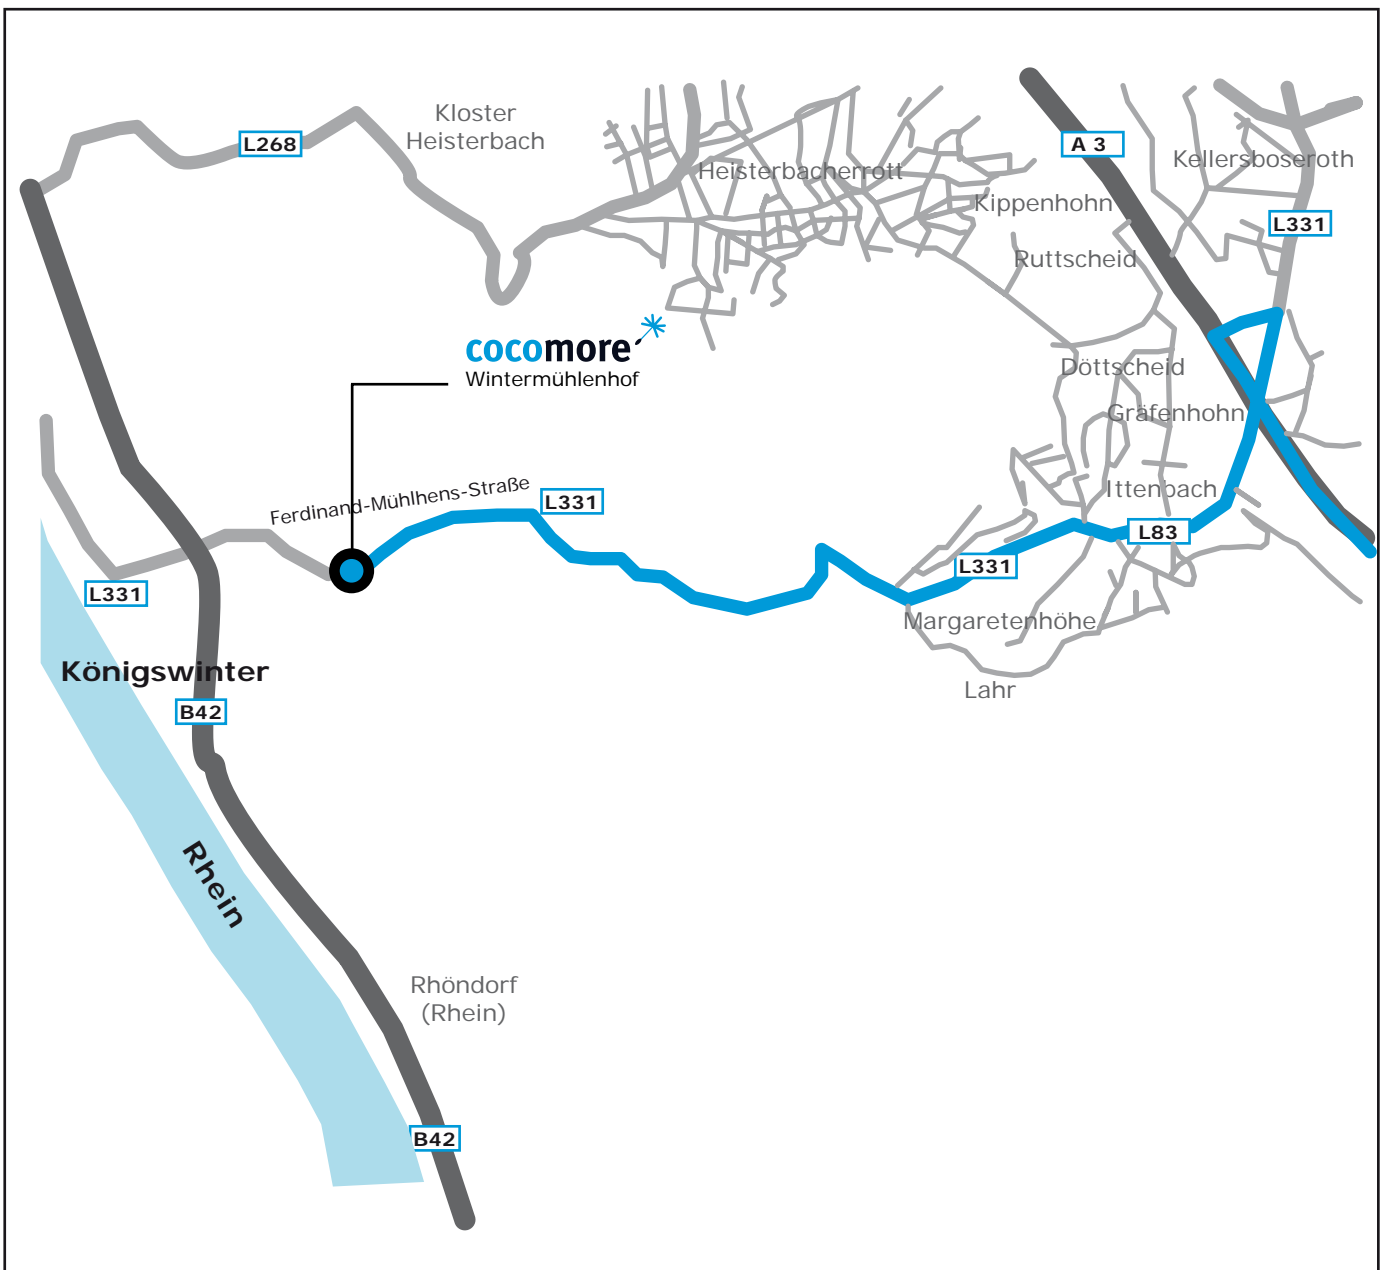 Kloster
Heisterbach
L268
A 3
Kellersboseroth
Heisterbacherrott
Kippenhohn
L331
Ruttscheid
cocomore
Wintermühlenhof
Döttscheid
Gräfenhohn
Ferdinand-Mühlhens-Straße
L331
Ittenbach
L83
L331
L331
Margaretenhöhe
Königswinter
Lahr
B42
Rhein
Rhöndorf
(Rhein)
B42